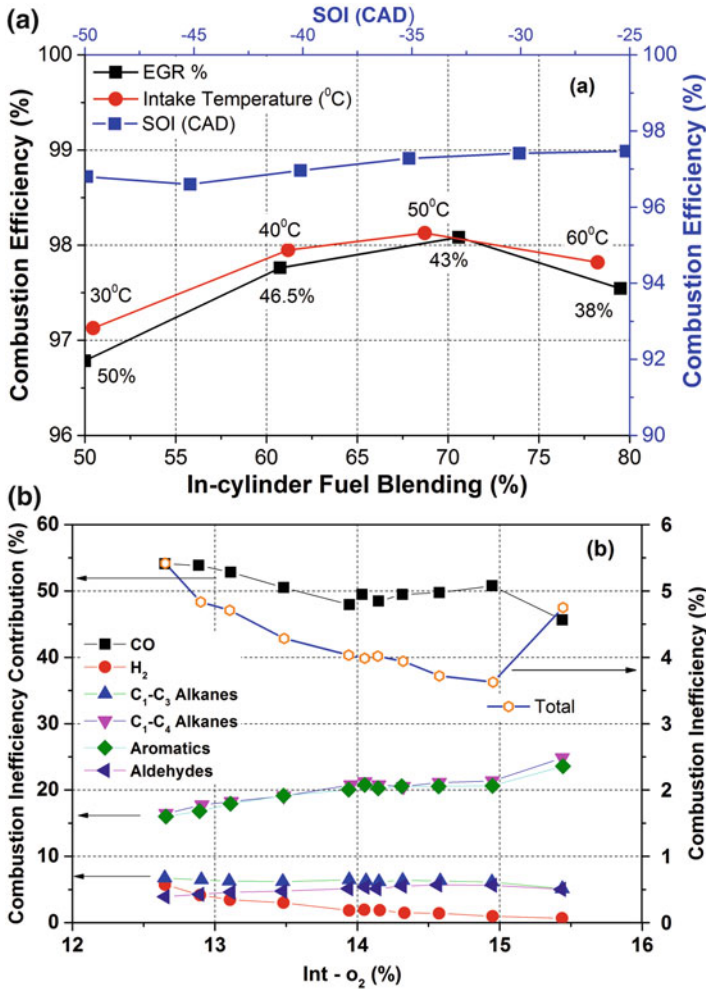 (a)
SOI (CAD)
-50 -45 -40 -35 -30 -25
100 100
EGR %
Intake Temperature (⁰C)
SOI (CAD)
(a)
99 98
98 96
97 94
92
96 90
Combustion Efficiency (%)
Combustion Efficiency (%)
30⁰C
40⁰C
50⁰C
60⁰C
50%
46.5%
43%
38%
50 55 60 65 70 75 80
In-cylinder Fuel Blending (%)
(b)
60 6
(b)
50 5
40 4
30 3
20 2
10 1
0 0
Combustion Inefficiency Contribution (%)
Combustion Inefficiency (%)
CO
H₂
C₁-C₃ Alkanes
C₁-C₄ Alkanes
Aromatics
Aldehydes
Total
12 13 14 15 16
Int - o₂ (%)